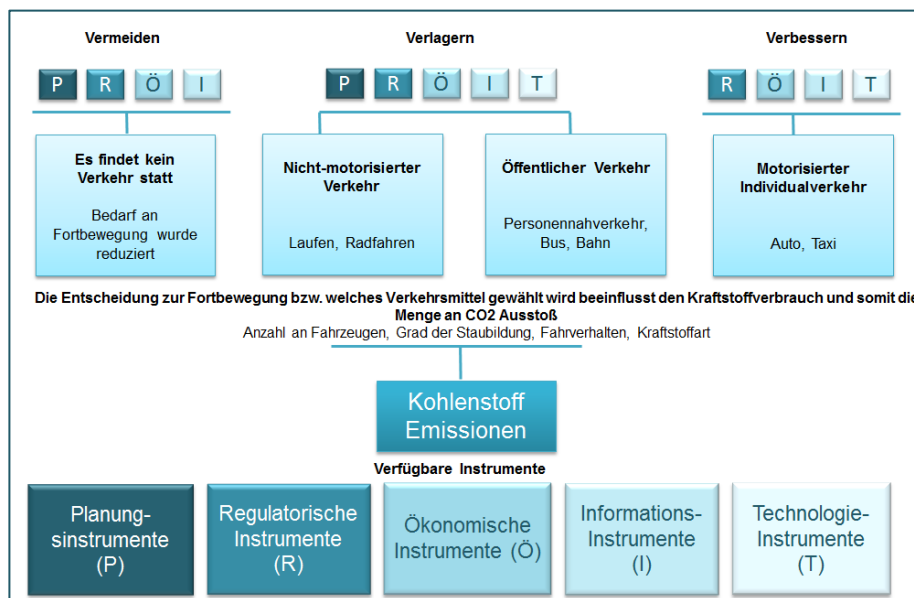 Vermeiden
Verlagern
Verbessern
P R Ö I
P R Ö I T
R Ö I T
Es findet kein
Verkehr statt
Bedarf an
Fortbewegung wurde
reduziert
Nicht-motorisierter
Verkehr
Laufen, Radfahren
Öffentlicher Verkehr
Personennahverkehr,
Bus, Bahn
Motorisierter
Individualverkehr
Auto, Taxi
Die Entscheidung zur Fortbewegung bzw. welches Verkehrsmittel gewählt wird beeinflusst den Kraftstoffverbrauch und somit die
Menge an CO2 Ausstoß
Anzahl an Fahrzeugen, Grad der Staubildung, Fahrverhalten, Kraftstoffart
Kohlenstoff
Emissionen
Verfügbare Instrumente
Planung-
sinstrumente
(P)
Regulatorische
Instrumente
(R)
Ökonomische
Instrumente (Ö)
Informations-
Instrumente
(I)
Technologie-
Instrumente
(T)